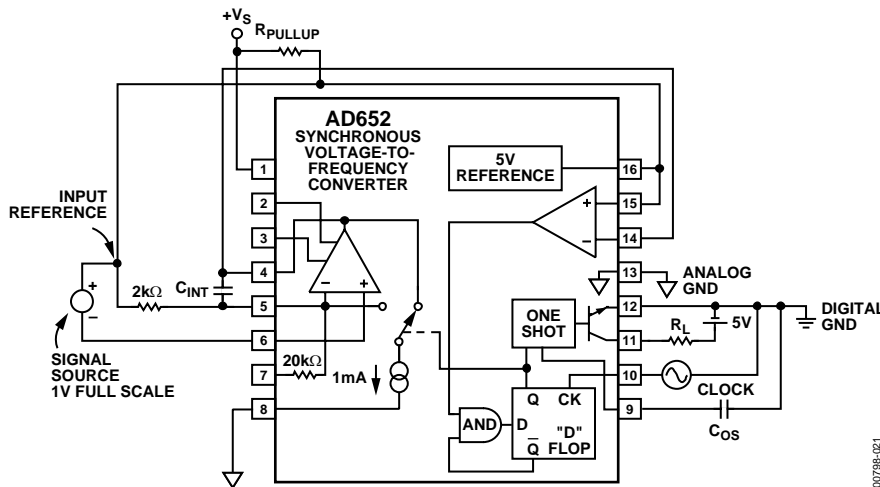 +VS
RPULLUP
AD652
SYNCHRONOUS
VOLTAGE-TO-
FREQUENCY
CONVERTER
5V
REFERENCE
1
2
3
4
5
6
7
8
16
15
14
13
12
11
10
9
INPUT
REFERENCE
2kΩ
CINT
+
–
SIGNAL
SOURCE
1V FULL SCALE
–
+
20kΩ
1mA
+
–
ONE
SHOT
AND
Q
CK
D
"D"
FLOP
Q̅
ANALOG
GND
DIGITAL
GND
RL
5V
CLOCK
COS
00798-021